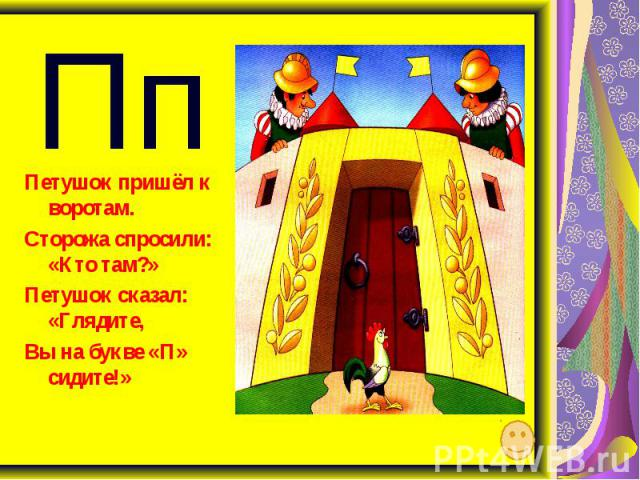 Пп
Петушок пришёл к
воротам.
Сторожа спросили:
«Кто там?»
Петушок сказал:
«Глядите,
Вы на букве «П»
сидите!»
PPt4WEB.ru